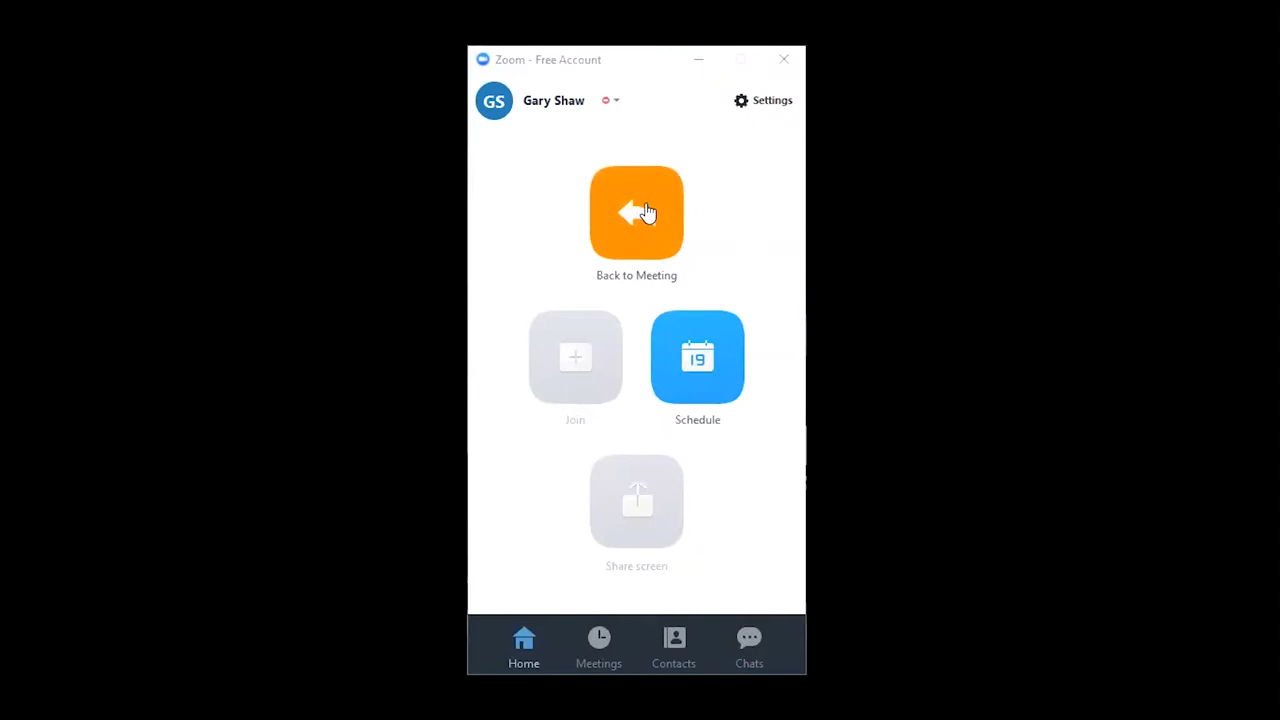 Zoom - Free Account
GS
Gary Shaw
Settings
Back to Meeting
19
Join
Schedule
Share screen
Home
Meetings
Contacts
Chats